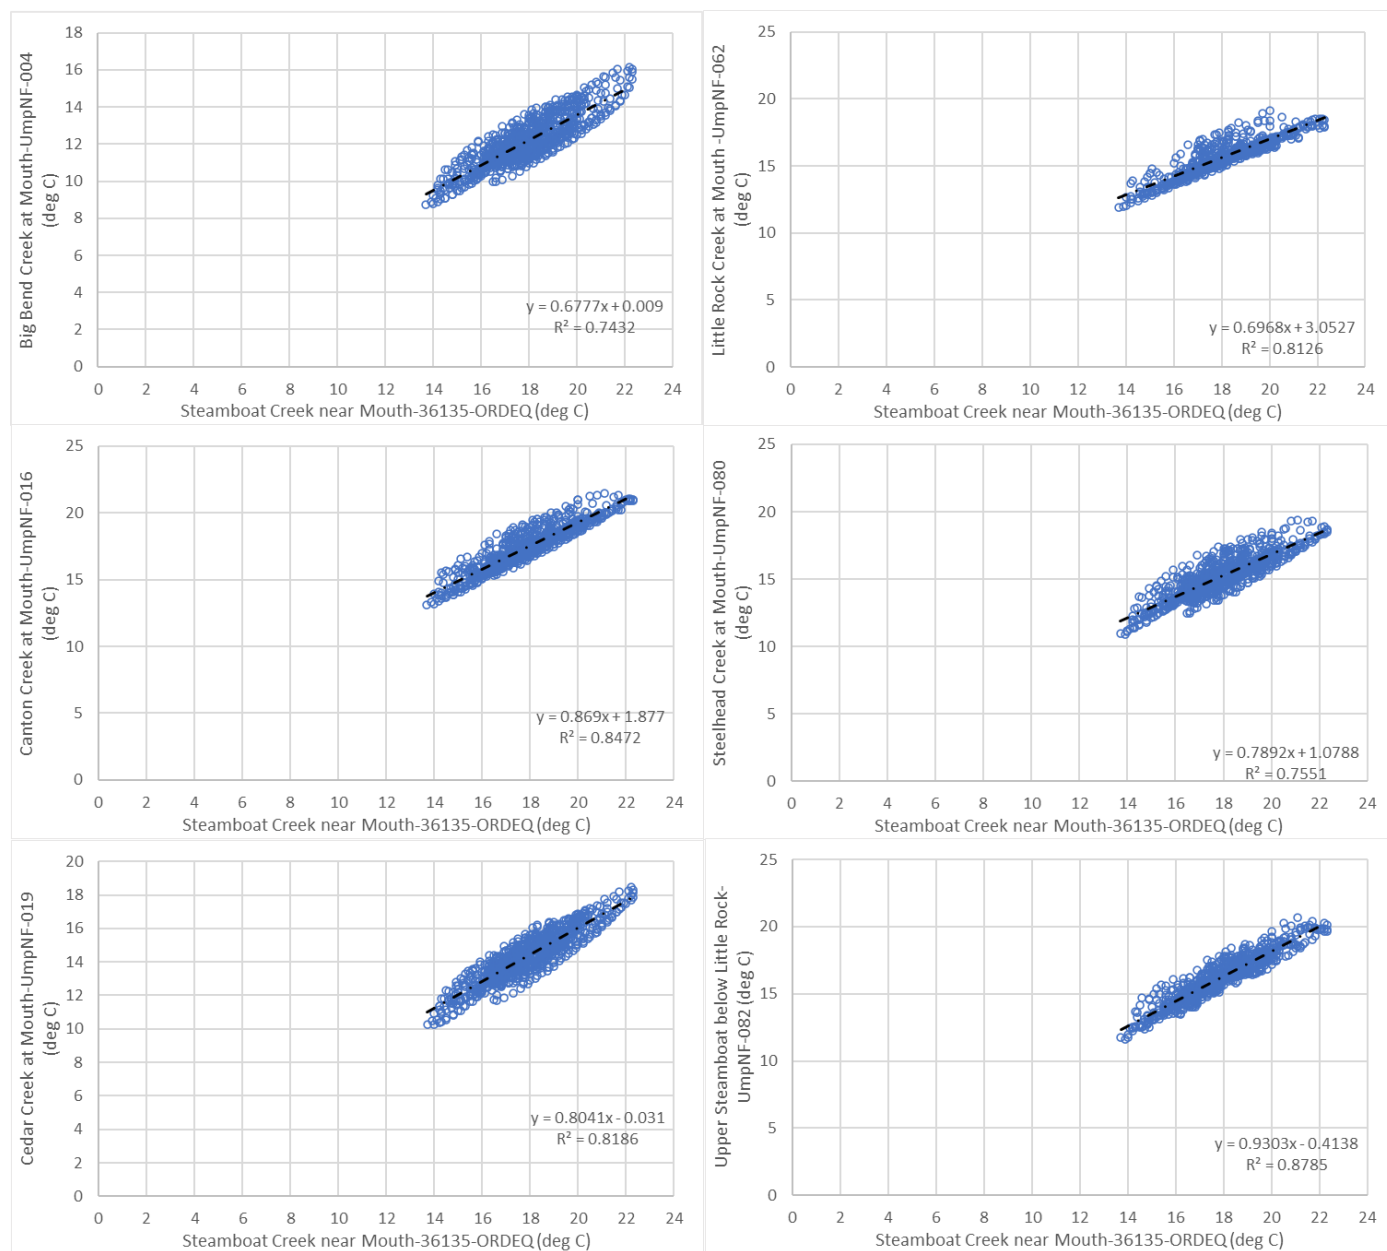 Big Bend Creek at Mouth-UmpNF-004
(deg C)
18
16
14
12
10
8
6
4
2
0
y = 0.6777x + 0.009
R² = 0.7432
0 2 4 6 8 10 12 14 16 18 20 22 24
Steamboat Creek near Mouth-36135-ORDEQ (deg C)
Little Rock Creek at Mouth -UmpNF-062
(deg C)
25
20
15
10
5
0
y = 0.6968x + 3.0527
R² = 0.8126
0 2 4 6 8 10 12 14 16 18 20 22 24
Steamboat Creek near Mouth-36135-ORDEQ (deg C)
Canton Creek at Mouth-UmpNF-016
(deg C)
25
20
15
10
5
0
y = 0.869x + 1.877
R² = 0.8472
0 2 4 6 8 10 12 14 16 18 20 22 24
Steamboat Creek near Mouth-36135-ORDEQ (deg C)
Steelhead Creek at Mouth-UmpNF-080
(deg C)
25
20
15
10
5
0
y = 0.7892x + 1.0788
R² = 0.7551
0 2 4 6 8 10 12 14 16 18 20 22 24
Steamboat Creek near Mouth-36135-ORDEQ (deg C)
Cedar Creek at Mouth-UmpNF-019
(deg C)
20
18
16
14
12
10
8
6
4
2
0
y = 0.8041x - 0.031
R² = 0.8186
0 2 4 6 8 10 12 14 16 18 20 22 24
Steamboat Creek near Mouth-36135-ORDEQ (deg C)
Upper Steamboat below Little Rock-
UmpNF-082 (deg C)
25
20
15
10
5
0
y = 0.9303x - 0.4138
R² = 0.8785
0 2 4 6 8 10 12 14 16 18 20 22 24
Steamboat Creek near Mouth-36135-ORDEQ (deg C)